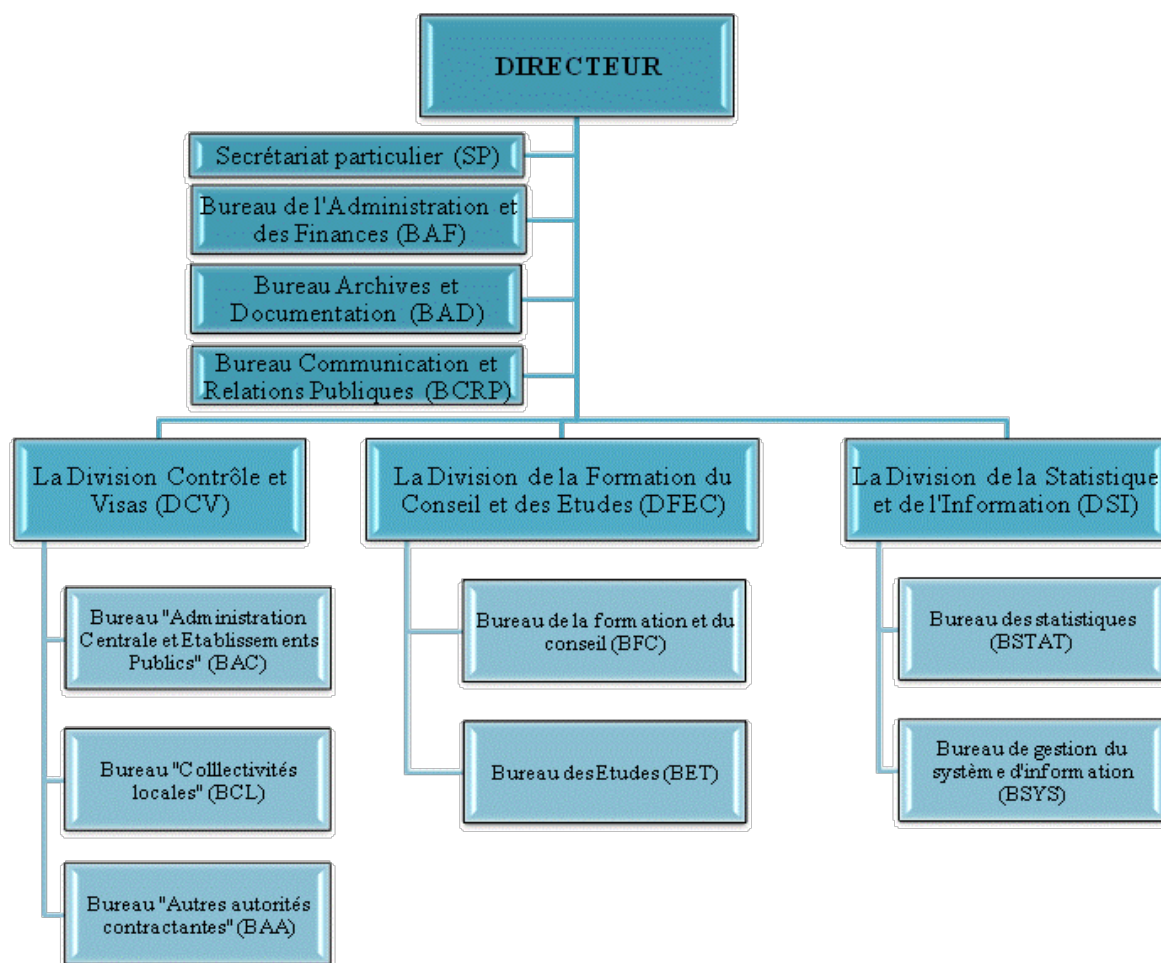 DIRECTEUR
Secrétariat particulier (SP)
Bureau de l'Administration et
des Finances (BAF)
Bureau Archives et
Documentation (BAD)
Bureau Communication et
Relations Publiques (BCRP)
La Division Contrôle et
Visas (DCV)
La Division de la Formation du
Conseil et des Etudes (DFEC)
La Division de la Statistique
et de l'Information (DSI)
Bureau "Administration
Centrale et Etablissements
Publics" (BAC)
Bureau "Colllectivités
locales" (BCL)
Bureau "Autres autorités
contractantes" (BAA)
Bureau de la formation et du
conseil (BFC)
Bureau des Etudes (BET)
Bureau des statistiques
(BSTAT)
Bureau de gestion du
système d'information
(BSYS)